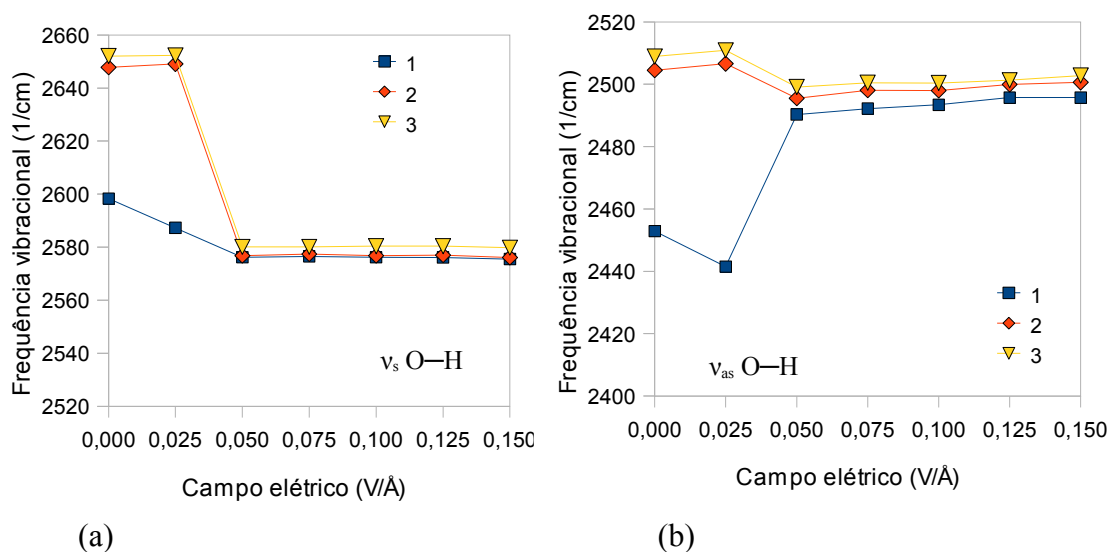 2660
2640
2620
2600
2580
2560
2540
2520
Frequência vibracional (1/cm)
1
2
3
νs O─H
0,000 0,025 0,050 0,075 0,100 0,125 0,150
Campo elétrico (V/Å)
(a)
2520
2500
2480
2460
2440
2420
2400
Frequência vibracional (1/cm)
1
2
3
νas O─H
0,000 0,025 0,050 0,075 0,100 0,125 0,150
Campo elétrico (V/Å)
(b)